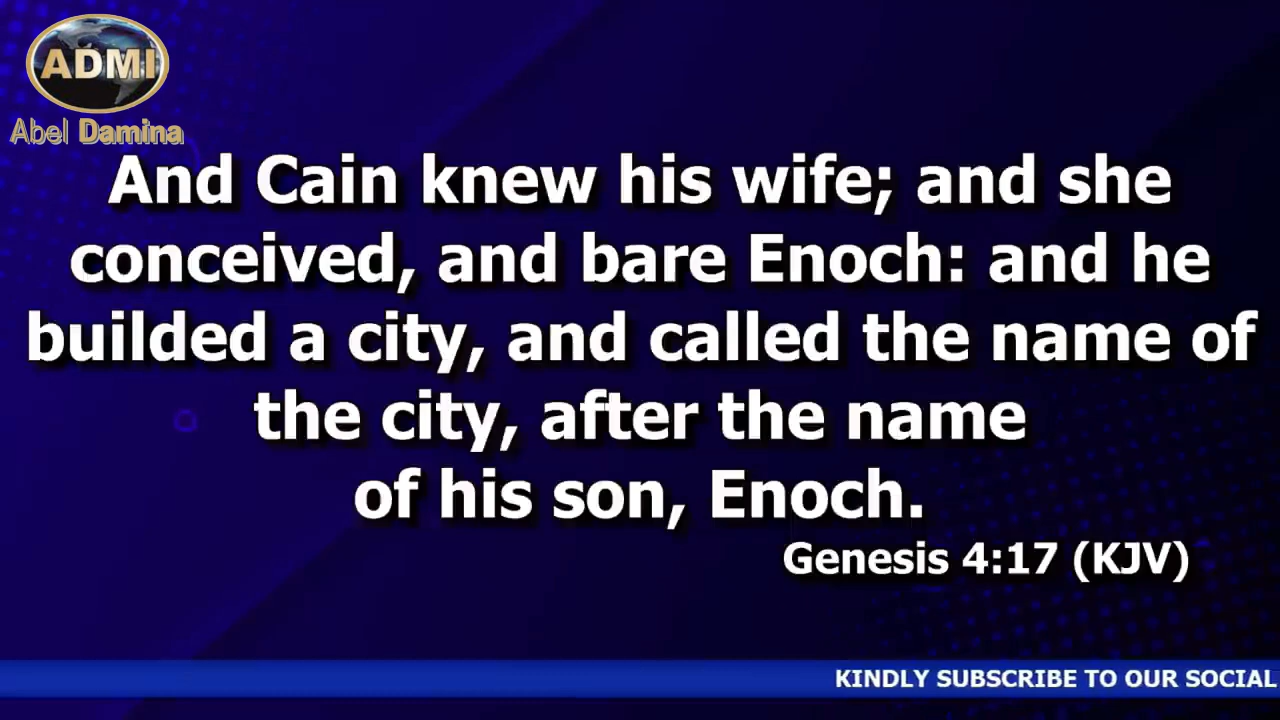 ADMI
Abel Damina
And Cain knew his wife; and she
conceived, and bare Enoch: and he
builded a city, and called the name of
the city, after the name
of his son, Enoch.
Genesis 4:17 (KJV)
KINDLY SUBSCRIBE TO OUR SOCIAL